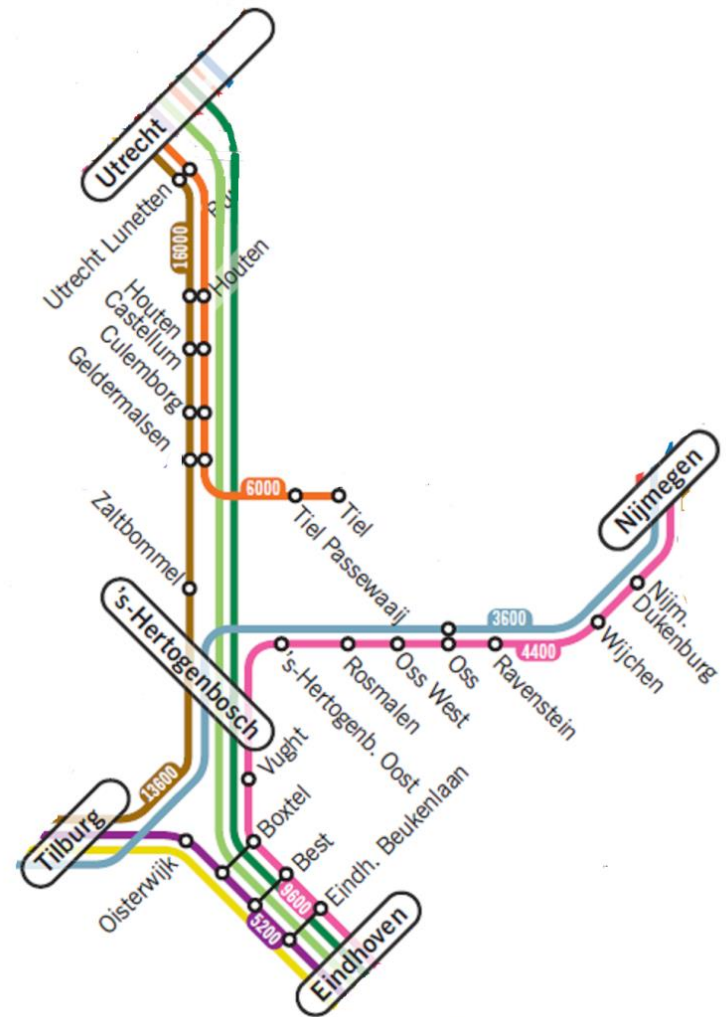 Utrecht
Utrecht Lunetten
16000
Houten
Houten
Castellum
Culemborg
Geldermalsen
6000
Tiel
Tiel Passewaaij
Zaltbommel
Nijmegen
's-Hertogenbosch
3600
4400
Nijm.
Dukenburg
Wijchen
Ravenstein
Oss
Oss West
Rosmalen
's-Hertogenb. Oost
Vught
13600
Boxtel
Best
Eindh. Beukenlaan
Tilburg
Oisterwijk
9600
5200
Eindhoven